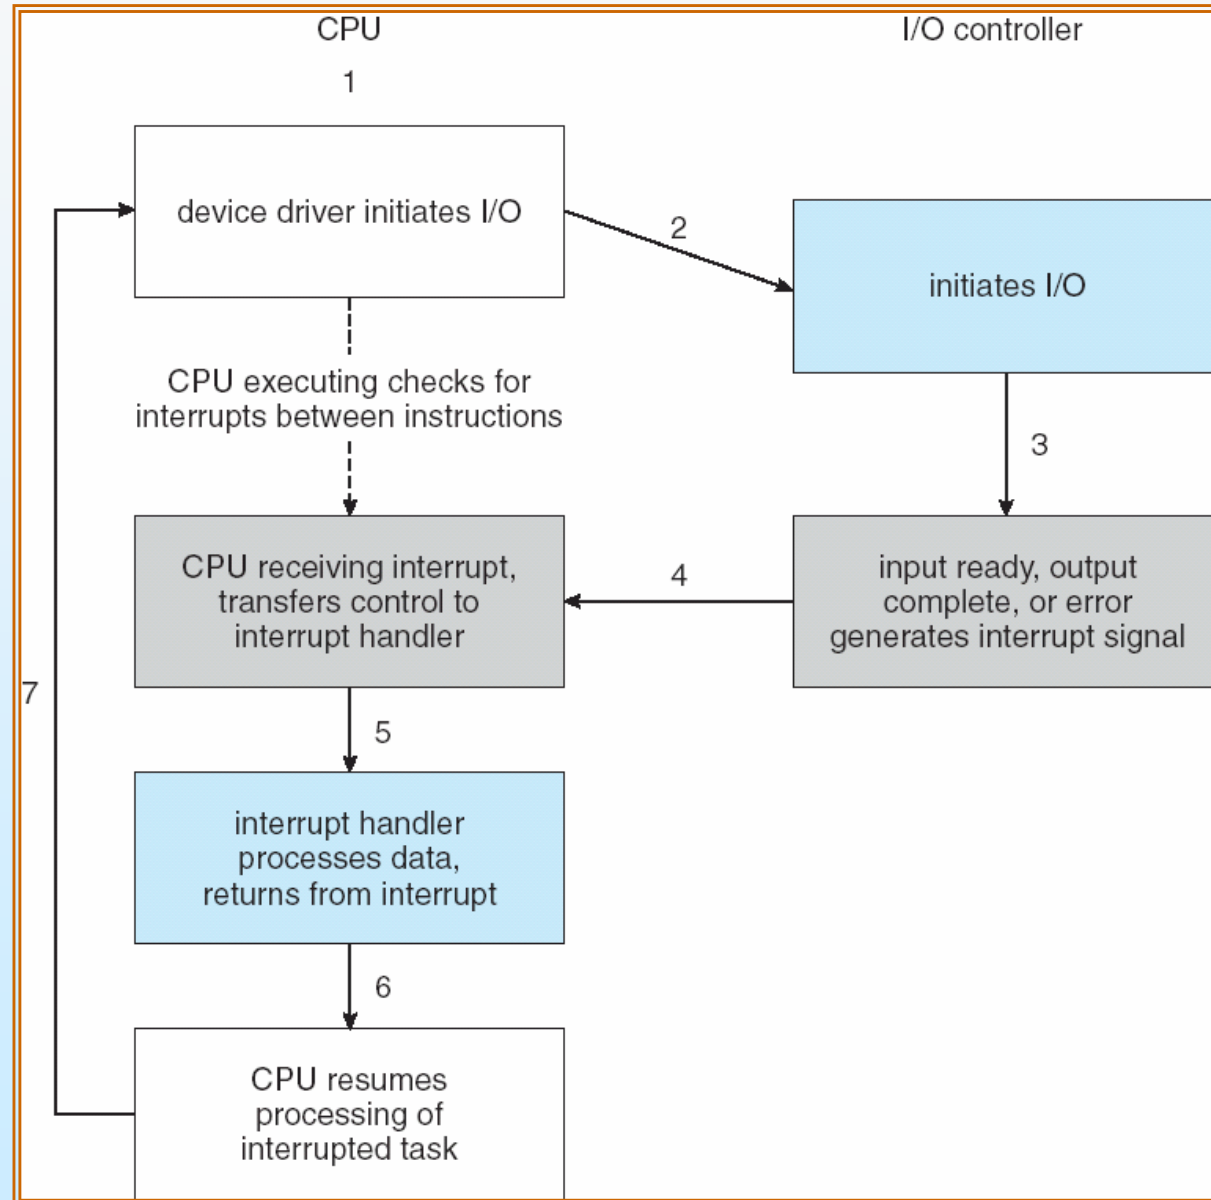 CPU
I/O controller
1
device driver initiates I/O
2
initiates I/O
CPU executing checks for
interrupts between instructions
3
CPU receiving interrupt,
transfers control to
interrupt handler
4
input ready, output
complete, or error
generates interrupt signal
7
5
interrupt handler
processes data,
returns from interrupt
6
CPU resumes
processing of
interrupted task